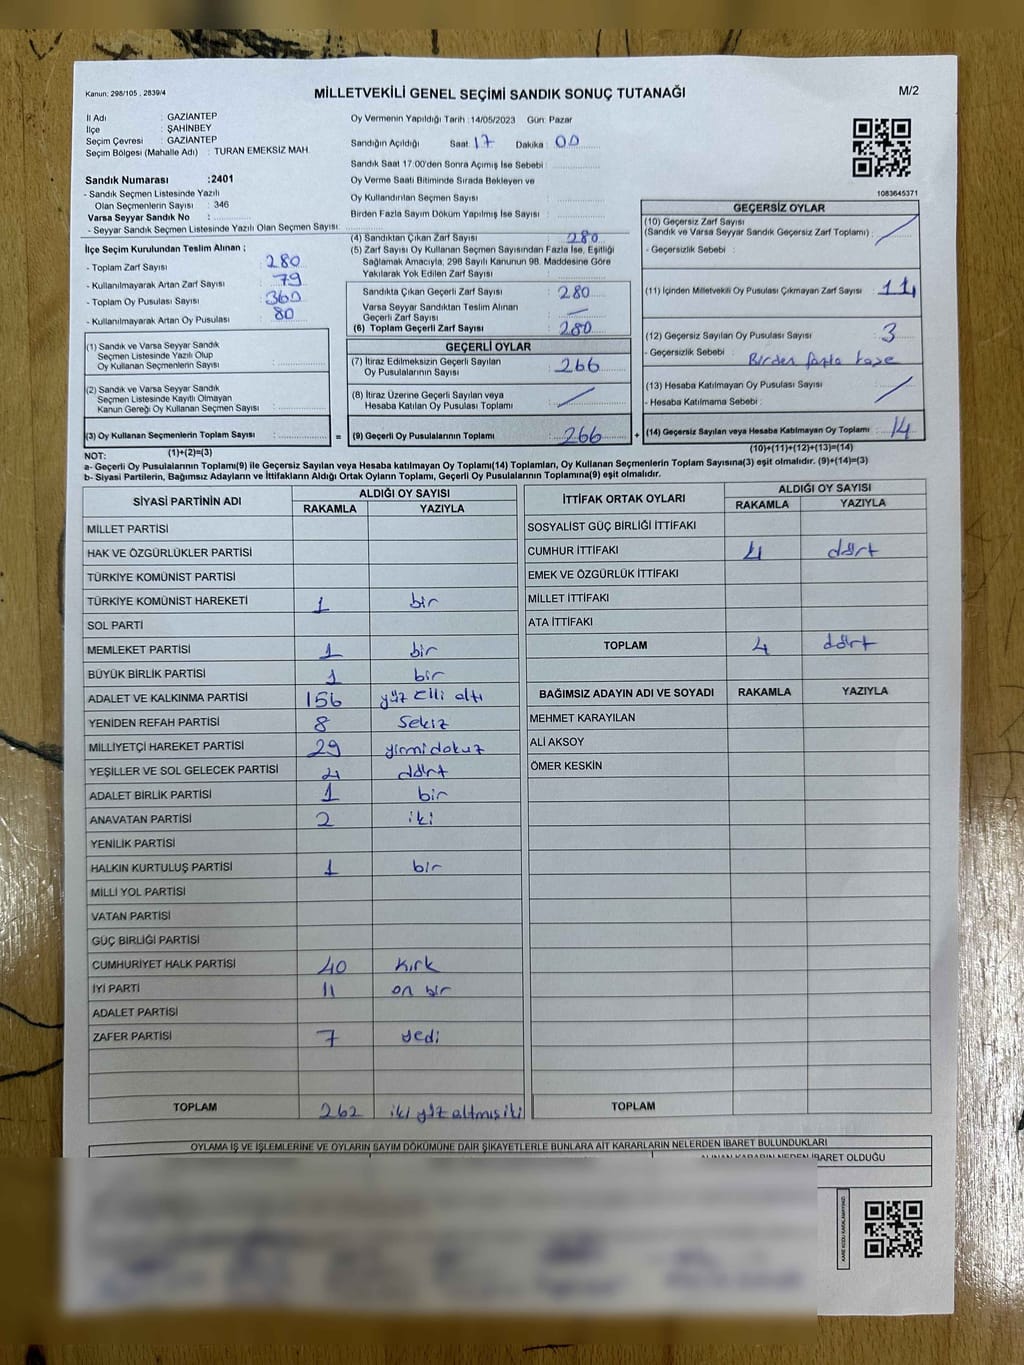 Kanun: 298/105 , 2839/4
MİLLETVEKİLİ GENEL SEÇİMİ SANDIK SONUÇ TUTANAĞI
M/2
İl Adı : GAZİANTEP
İlçe : ŞAHİNBEY
Seçim Çevresi : GAZİANTEP
Seçim Bölgesi (Mahalle Adı) : TURAN EMEKSİZ MAH.
Sandık Numarası :2401
- Sandık Seçmen Listesinde Yazılı
Olan Seçmenlerin Sayısı : 346
Varsa Seyyar Sandık No :
- Seyyar Sandık Seçmen Listesinde Yazılı Olan Seçmen Sayısı:
Oy Vermenin Yapıldığı Tarih :14/05/2023 Gün: Pazar
Sandığın Açıldığı Saat 17 Dakika : 00
Sandık Saat 17:00'den Sonra Açımış İse Sebebi :
Oy Verme Saati Bitiminde Sırada Bekleyen ve
Oy Kullandırılan Seçmen Sayısı :
Birden Fazla Sayım Döküm Yapılmış İse Sayısı :
1083645371
İlçe Seçim Kurulundan Teslim Alınan ;
- Toplam Zarf Sayısı : 280
- Kullanılmayarak Artan Zarf Sayısı : 79
- Toplam Oy Pusulası Sayısı : 360
- Kullanılmayarak Artan Oy Pusulası : 80
(1) Sandık ve Varsa Seyyar Sandık
Seçmen Listesinde Yazılı Olup
Oy Kullanan Seçmenlerin Sayısı :
(2) Sandık ve Varsa Seyyar Sandık
Seçmen Listesinde Kayıtlı Olmayan
Kanun Gereği Oy Kullanan Seçmen Sayısı :
(3) Oy Kullanan Seçmenlerin Toplam Sayısı :
(1)+(2)=(3)
(4) Sandıktan Çıkan Zarf Sayısı : 280
(5) Zarf Sayısı Oy Kullanan Seçmen Sayısından Fazla İse, Eşitliği
Sağlamak Amacıyla, 298 Sayılı Kanunun 98. Maddesine Göre
Yakılarak Yok Edilen Zarf Sayısı :
Sandıkta Çıkan Geçerli Zarf Sayısı : 280
Varsa Seyyar Sandıktan Teslim Alınan
Geçerli Zarf Sayısı : —
(6) Toplam Geçerli Zarf Sayısı : 280
GEÇERLİ OYLAR
(7) İtiraz Edilmeksizin Geçerli Sayılan
Oy Pusulalarının Sayısı : 266
(8) İtiraz Üzerine Geçerli Sayılan veya
Hesaba Katılan Oy Pusulası Toplamı : /
= (9) Geçerli Oy Pusulalarının Toplamı : 266 +
GEÇERSİZ OYLAR
(10) Geçersiz Zarf Sayısı
(Sandık ve Varsa Seyyar Sandık Geçersiz Zarf Toplamı) : /
- Geçersizlik Sebebi :
(11) İçinden Milletvekili Oy Pusulası Çıkmayan Zarf Sayısı : 11
(12) Geçersiz Sayılan Oy Pusulası Sayısı : 3
- Geçersizlik Sebebi : Birden fazla kaşe
(13) Hesaba Katılmayan Oy Pusulası Sayısı : /
- Hesaba Katılmama Sebebi :
(14) Geçersiz Sayılan veya Hesaba Katılmayan Oy Toplamı : 14
(10)+(11)+(12)+(13)=(14)
NOT:
a- Geçerli Oy Pusulalarının Toplamı(9) ile Geçersiz Sayılan veya Hesaba katılmayan Oy Toplamı(14) Toplamları, Oy Kullanan Seçmenlerin Toplam Sayısına(3) eşit olmalıdır. (9)+(14)=(3)
b- Siyasi Partilerin, Bağımsız Adayların ve İttifakların Aldığı Ortak Oyların Toplamı, Geçerli Oy Pusulalarının Toplamına(9) eşit olmalıdır.
SİYASİ PARTİNİN ADI ALDIĞI OY SAYISI
RAKAMLA YAZIYLA
MİLLET PARTİSİ
HAK VE ÖZGÜRLÜKLER PARTİSİ
TÜRKİYE KOMÜNİST PARTİSİ
TÜRKİYE KOMÜNİST HAREKETİ 1 bir
SOL PARTİ
MEMLEKET PARTİSİ 1 bir
BÜYÜK BİRLİK PARTİSİ 1 bir
ADALET VE KALKINMA PARTİSİ 156 yüz elli altı
YENİDEN REFAH PARTİSİ 8 Sekiz
MİLLİYETÇİ HAREKET PARTİSİ 29 yirmidokuz
YEŞİLLER VE SOL GELECEK PARTİSİ 4 dört
ADALET BİRLİK PARTİSİ 1 bir
ANAVATAN PARTİSİ 2 iki
YENİLİK PARTİSİ
HALKIN KURTULUŞ PARTİSİ 1 bir
MİLLİ YOL PARTİSİ
VATAN PARTİSİ
GÜÇ BİRLİĞİ PARTİSİ
CUMHURİYET HALK PARTİSİ 40 kırk
İYİ PARTİ 11 on bir
ADALET PARTİSİ
ZAFER PARTİSİ 7 yedi
TOPLAM 262 iki yüz altmış iki
İTTİFAK ORTAK OYLARI ALDIĞI OY SAYISI
RAKAMLA YAZIYLA
SOSYALİST GÜÇ BİRLİĞİ İTTİFAKI
CUMHUR İTTİFAKI 4 dört
EMEK VE ÖZGÜRLÜK İTTİFAKI
MİLLET İTTİFAKI
ATA İTTİFAKI
TOPLAM 4 dört
BAĞIMSIZ ADAYIN ADI VE SOYADI RAKAMLA YAZIYLA
MEHMET KARAYILAN
ALİ AKSOY
ÖMER KESKİN
TOPLAM
OYLAMA İŞ VE İŞLEMLERİNE VE OYLARIN SAYIM DÖKÜMÜNE DAİR ŞİKAYETLERLE BUNLARA AİT KARARLARIN NELERDEN İBARET BULUNDUKLARI
ALINAN KARARIN NEDEN İBARET OLDUĞU